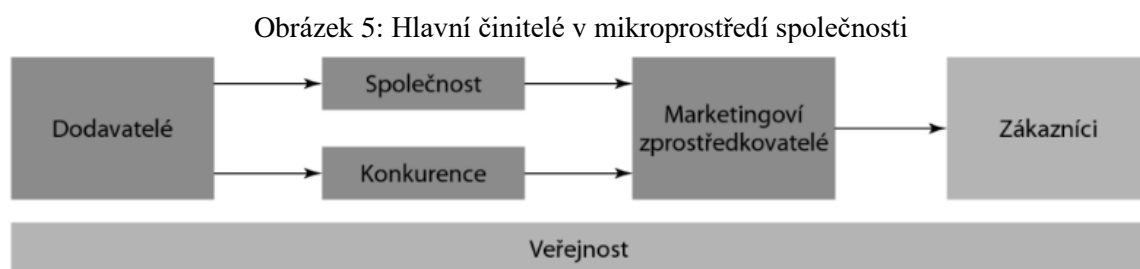 Obrázek 5: Hlavní činitelé v mikroprostředí společnosti
Dodavatelé
Společnost
Konkurence
Marketingoví
zprostředkovatelé
Zákazníci
Veřejnost